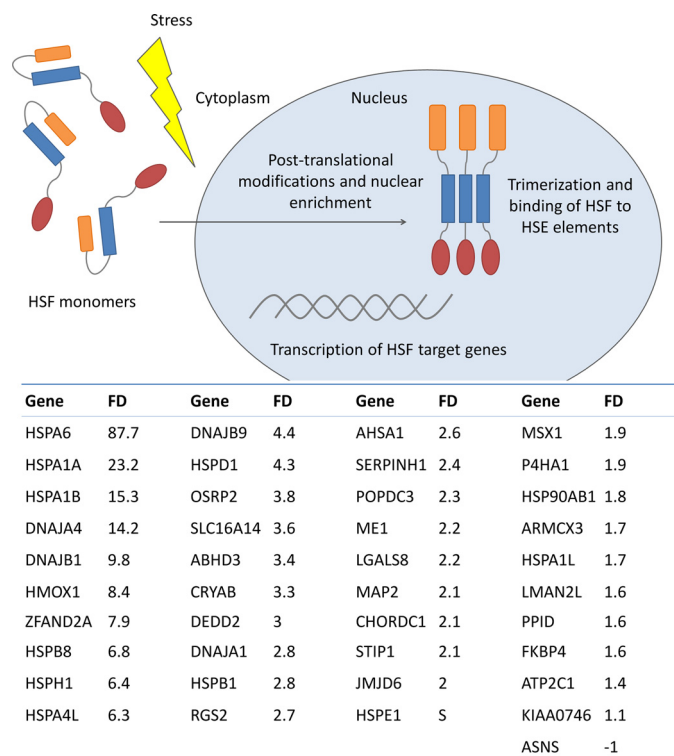 Stress
Cytoplasm
Nucleus
Post-translational
modifications and nuclear
enrichment
Trimerization and
binding of HSF to
HSE elements
HSF monomers
Transcription of HSF target genes
Gene FD Gene FD Gene FD Gene FD
HSPA6 87.7 DNAJB9 4.4 AHSA1 2.6 MSX1 1.9
HSPA1A 23.2 HSPD1 4.3 SERPINH1 2.4 P4HA1 1.9
HSPA1B 15.3 OSRP2 3.8 POPDC3 2.3 HSP90AB1 1.8
DNAJA4 14.2 SLC16A14 3.6 ME1 2.2 ARMCX3 1.7
DNAJB1 9.8 ABHD3 3.4 LGALS8 2.2 HSPA1L 1.7
HMOX1 8.4 CRYAB 3.3 MAP2 2.1 LMAN2L 1.6
ZFAND2A 7.9 DEDD2 3 CHORDC1 2.1 PPID 1.6
HSPB8 6.8 DNAJA1 2.8 STIP1 2.1 FKBP4 1.6
HSPH1 6.4 HSPB1 2.8 JMJD6 2 ATP2C1 1.4
HSPA4L 6.3 RGS2 2.7 HSPE1 S KIAA0746 1.1
ASNS -1